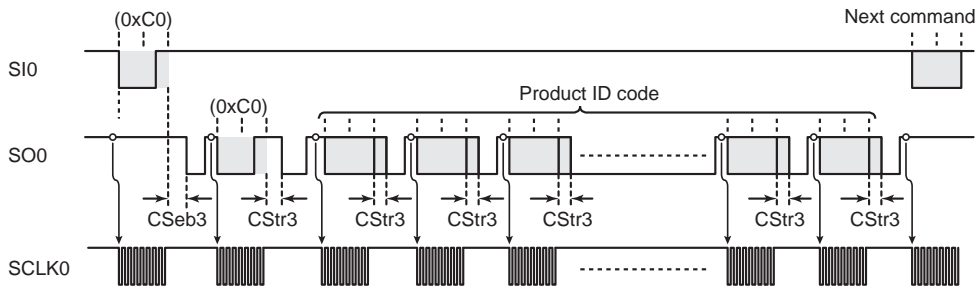 (0xC0)
Next command
SI0
(0xC0)
Product ID code
SO0
CSeb3
CStr3
CStr3
CStr3
CStr3
CStr3
CStr3
SCLK0